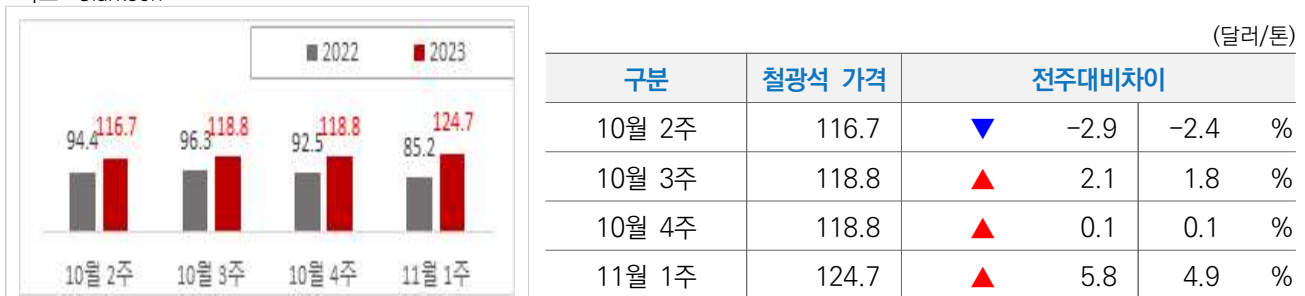 ■ 2022 ■ 2023
94.4 116.7 96.3 118.8 92.5 118.8 85.2 124.7
10월 2주 10월 3주 10월 4주 11월 1주
(달러/톤)
구분 철광석 가격 전주대비차이
10월 2주 116.7 ▼ -2.9 -2.4 %
10월 3주 118.8 ▲ 2.1 1.8 %
10월 4주 118.8 ▲ 0.1 0.1 %
11월 1주 124.7 ▲ 5.8 4.9 %